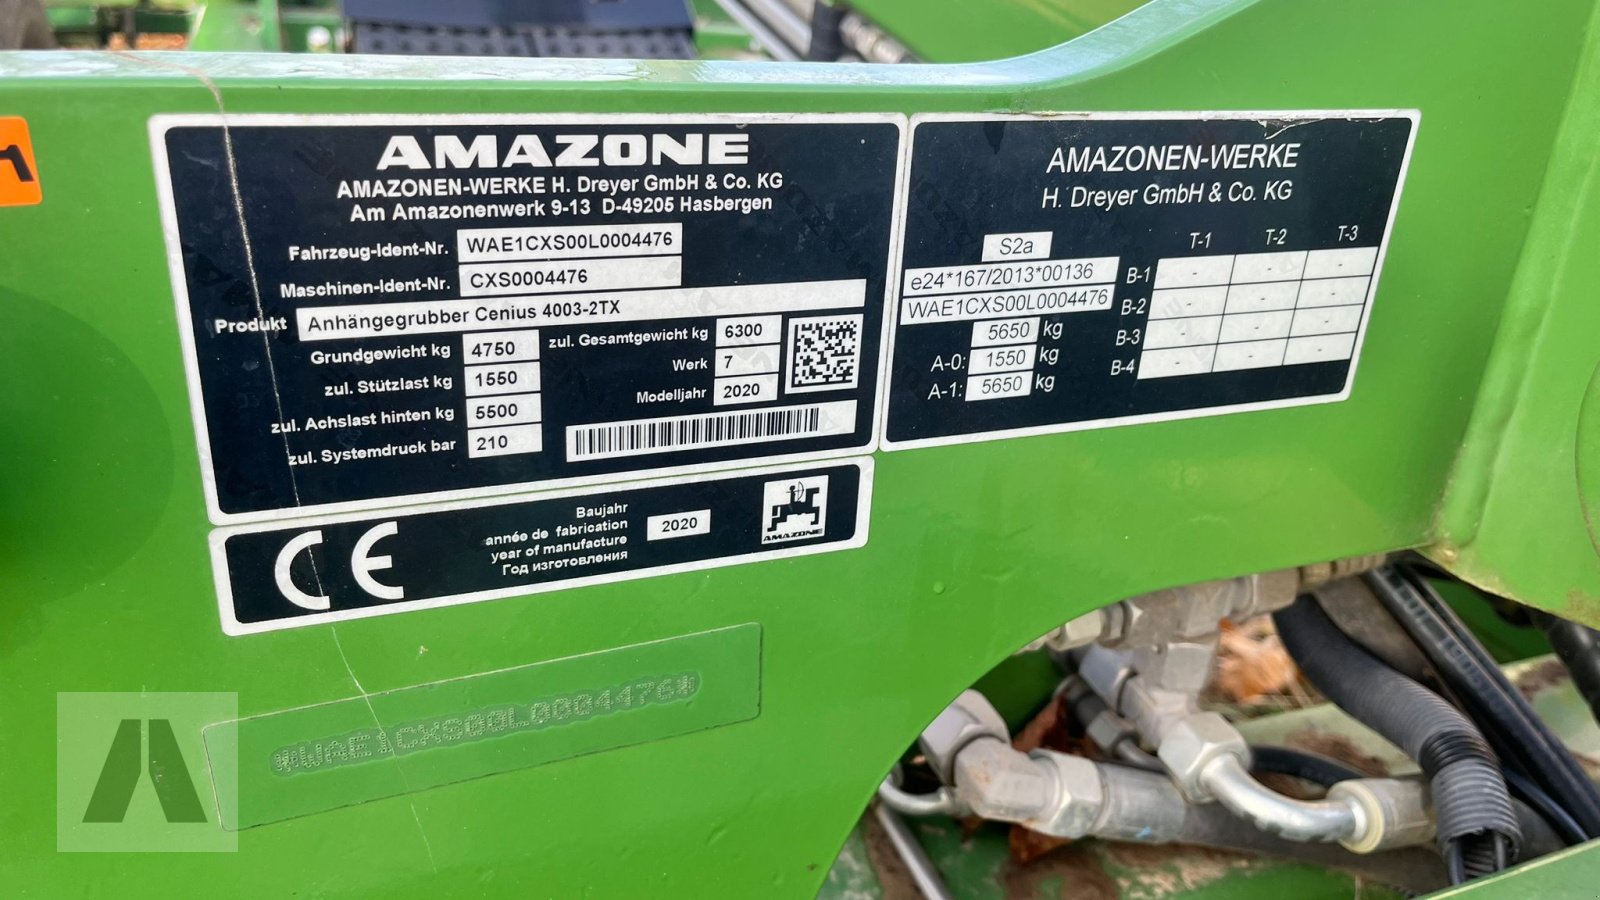 AMAZONE
AMAZONEN-WERKE H. Dreyer GmbH & Co. KG
Am Amazonenwerk 9-13 D-49205 Hasbergen
Fahrzeug-Ident-Nr. WAE1CXS00L0004476
Maschinen-Ident-Nr. CXS0004476
Produkt Anhängegrubber Cenius 4003-2TX
Grundgewicht kg 4750
zul. Stützlast kg 1550
zul. Achslast hinten kg 5500
zul. Systemdruck bar 210
zul. Gesamtgewicht kg 6300
Werk 7
Modelljahr 2020
AMAZONEN-WERKE
H. Dreyer GmbH & Co. KG
S2a
e24*167/2013*00136
WAE1CXS00L0004476
5650 kg
A-0: 1550 kg
A-1: 5650 kg
T-1 T-2 T-3
B-1 - - -
B-2 - - -
B-3 - - -
B-4 - - -
CE
Baujahr
année de fabrication
year of manufacture
Год изготовления
2020
AMAZONE
WAE1CXS00L0004476